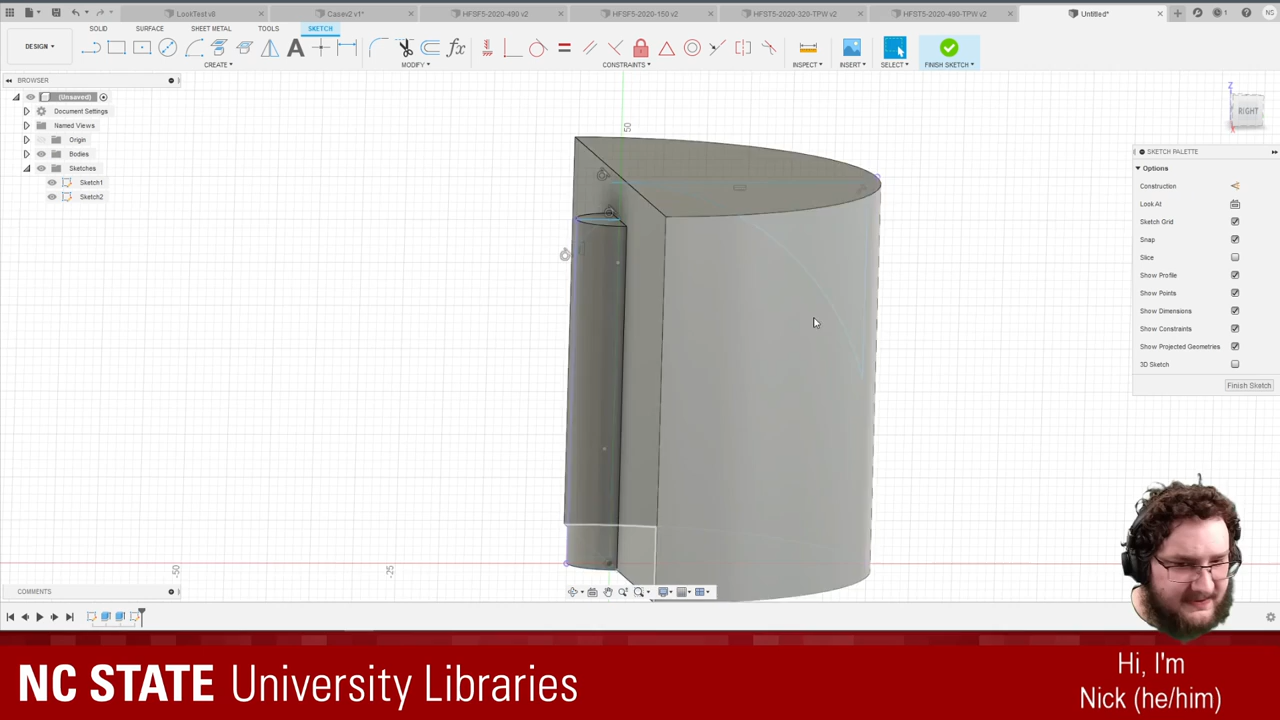 LookTest v8
Casev2 v1*
HFSF5-2020-490 v2
HFSF5-2020-150 v2
HFST5-2020-320-TPW v2
HFST5-2020-490-TPW v2
Untitled*
1
NS
SOLID SURFACE SHEET METAL TOOLS SKETCH
DESIGN
CREATE MODIFY CONSTRAINTS INSPECT INSERT SELECT FINISH SKETCH
BROWSER
(Unsaved)
Document Settings
Named Views
Origin
Bodies
Sketches
Sketch1
Sketch2
50
-50
-25
Z
RIGHT
X
SKETCH PALETTE
Options
Construction
Look At
Sketch Grid
Snap
Slice
Show Profile
Show Points
Show Dimensions
Show Constraints
Show Projected Geometries
3D Sketch
Finish Sketch
COMMENTS
NC STATE University Libraries
Hi, I'm
Nick (he/him)